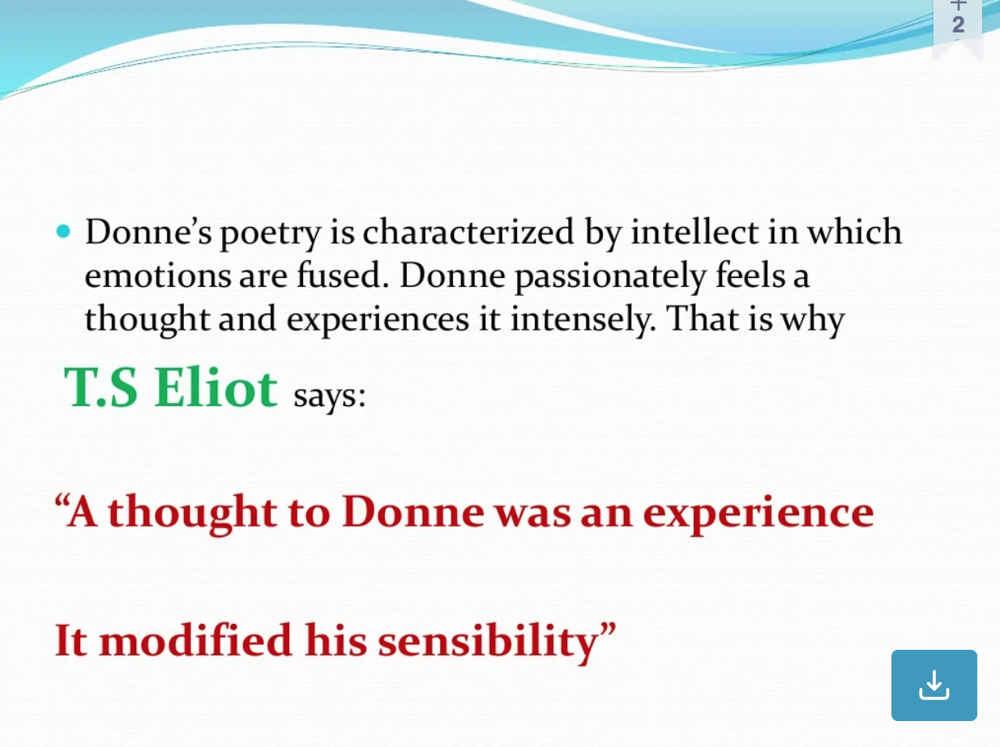 +
2
• Donne’s poetry is characterized by intellect in which
emotions are fused. Donne passionately feels a
thought and experiences it intensely. That is why
T.S Eliot says:
“A thought to Donne was an experience
It modified his sensibility”